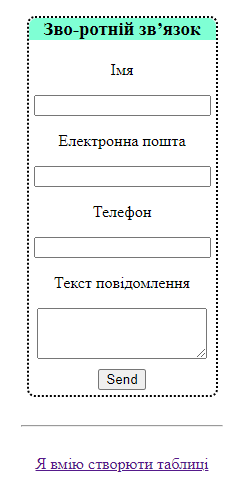 Зво-ротній зв’язок
Імя
Електронна пошта
Телефон
Текст повідомлення
Send
Я вмію створюти таблиці